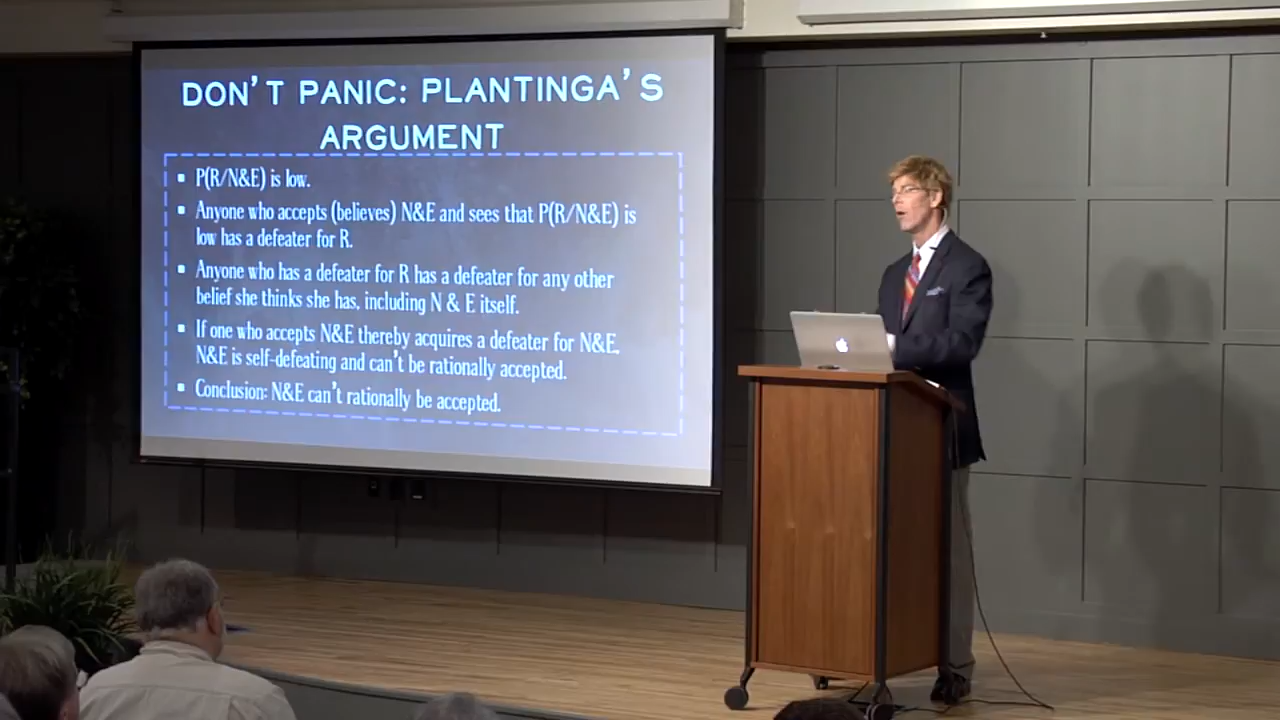 DON'T PANIC: PLANTINGA'S
ARGUMENT
▪ P(R/N&E) is low.
▪ Anyone who accepts (believes) N&E and sees that P(R/N&E) is
low has a defeater for R.
▪ Anyone who has a defeater for R has a defeater for any other
belief she thinks she has, including N & E itself.
▪ If one who accepts N&E thereby acquires a defeater for N&E,
N&E is self-defeating and can't be rationally accepted.
▪ Conclusion: N&E can't rationally be accepted.